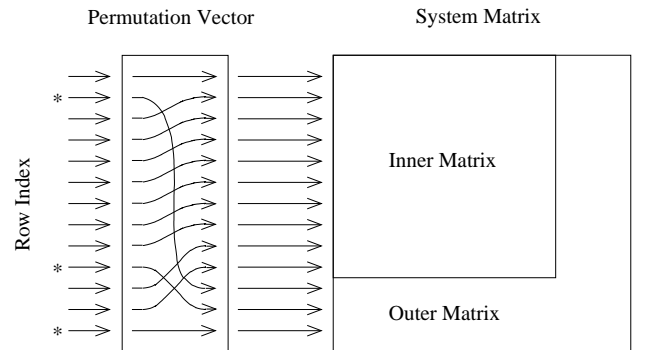 Permutation Vector
System Matrix
*
Row Index
Inner Matrix
*
Outer Matrix
*